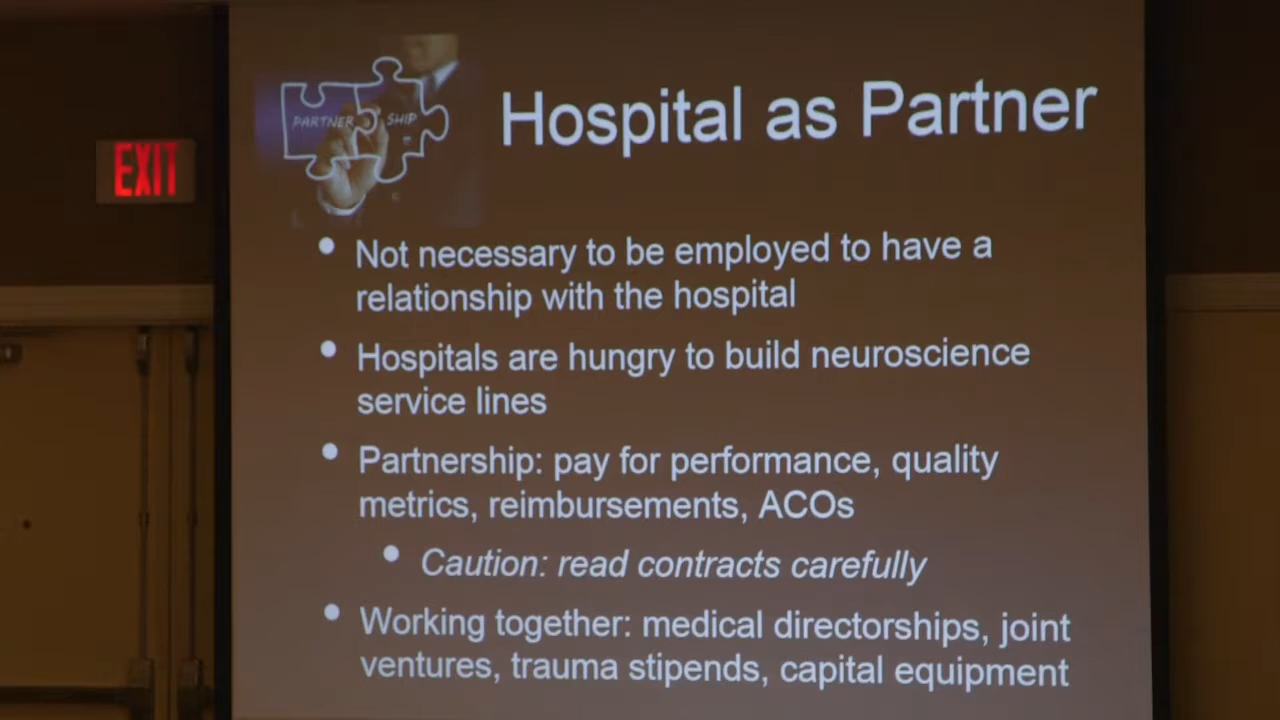 EXIT
PARTNER SHIP
Hospital as Partner
• Not necessary to be employed to have a
relationship with the hospital
• Hospitals are hungry to build neuroscience
service lines
• Partnership: pay for performance, quality
metrics, reimbursements, ACOs
• Caution: read contracts carefully
• Working together: medical directorships, joint
ventures, trauma stipends, capital equipment